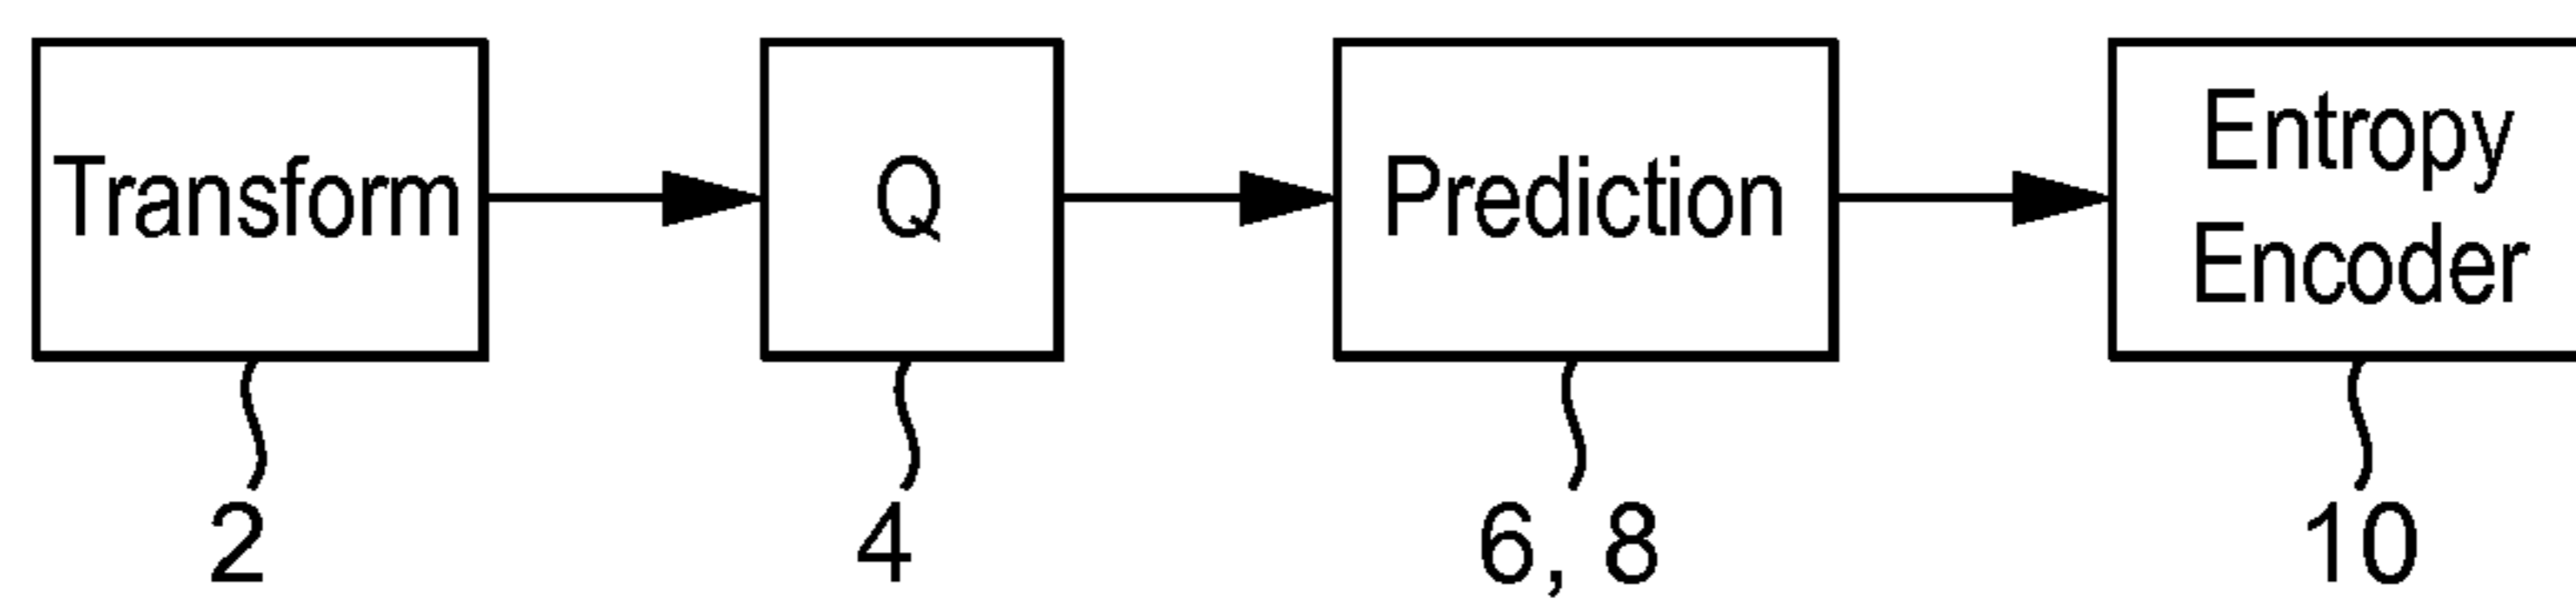 Transform
Q
Prediction
Entropy
Encoder
2
4
6, 8
10